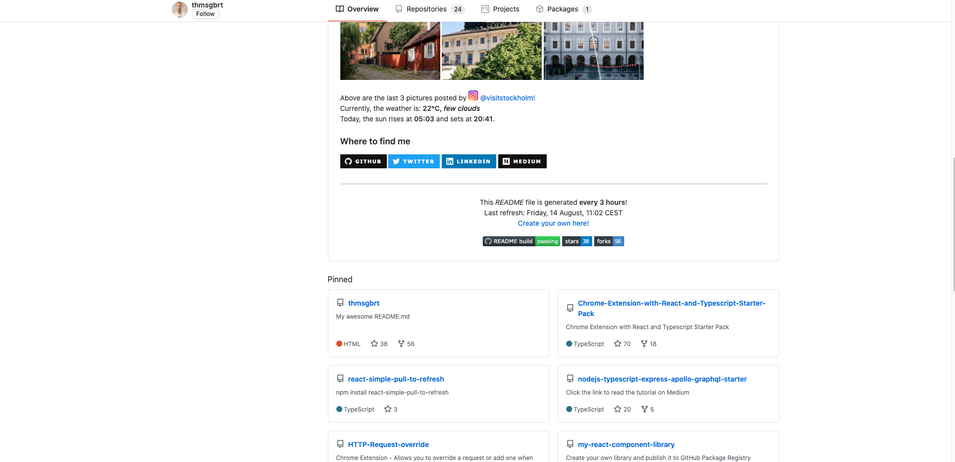 thmsgbrt
Follow
Overview
Repositories 24
Projects
Packages 1
Above are the last 3 pictures posted by @visitstockholm!
Currently, the weather is: 22°C, few clouds
Today, the sun rises at 05:03 and sets at 20:41.
Where to find me
GITHUB
TWITTER
LINKEDIN
MEDIUM
This README file is generated every 3 hours!
Last refresh: Friday, 14 August, 11:02 CEST
Create your own here!
README build passing
stars 38
forks 56
Pinned
thmsgbrt
My awesome README.md
HTML 38 56
Chrome-Extension-with-React-and-Typescript-Starter-
Pack
Chrome Extension with React and Typescript Starter Pack
TypeScript 70 18
react-simple-pull-to-refresh
npm install react-simple-pull-to-refresh
TypeScript 3
nodejs-typescript-express-apollo-graphql-starter
Click the link to read the tutorial on Medium
TypeScript 20 5
HTTP-Request-override
Chrome Extension - Allows you to override a request or add one when
my-react-component-library
Create your own library and publish it to GitHub Package Registry